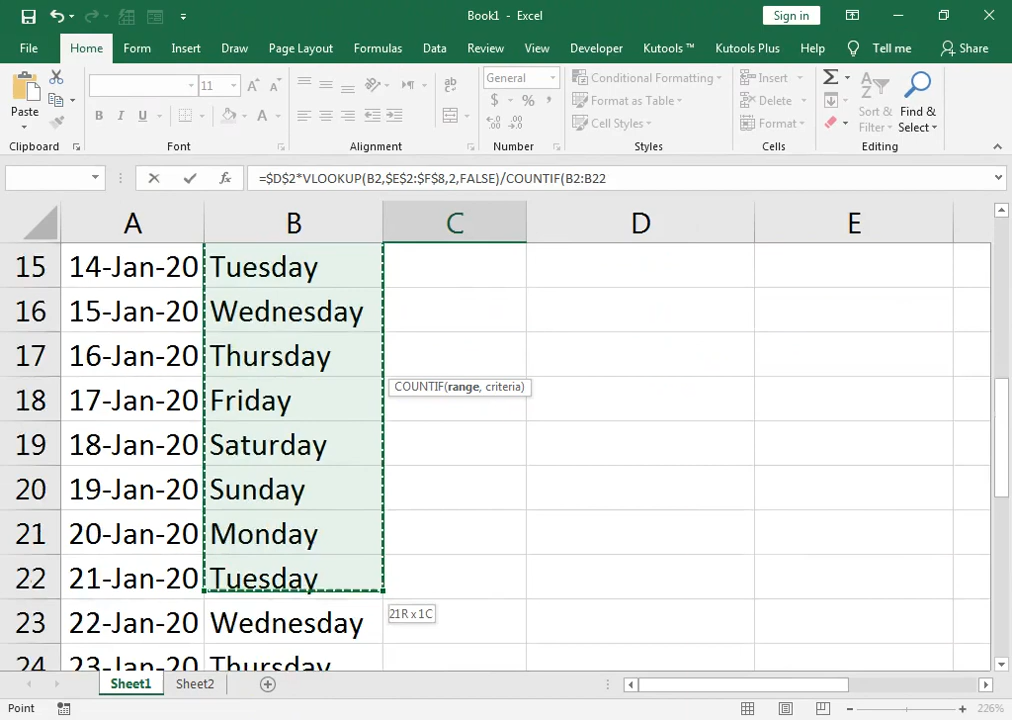 Book1 - Excel
Sign in
File Home Form Insert Draw Page Layout Formulas Data Review View Developer Kutools ™ Kutools Plus Help Tell me Share
11
General
Conditional Formatting
Insert
Paste
Format as Table
Delete
Sort & Filter
Find & Select
Cell Styles
Format
Clipboard Font Alignment Number Styles Cells Editing
=$D$2*VLOOKUP(B2,$E$2:$F$8,2,FALSE)/COUNTIF(B2:B22
A B C D E
15 14-Jan-20 Tuesday
16 15-Jan-20 Wednesday
17 16-Jan-20 Thursday
COUNTIF(range, criteria)
18 17-Jan-20 Friday
19 18-Jan-20 Saturday
20 19-Jan-20 Sunday
21 20-Jan-20 Monday
22 21-Jan-20 Tuesday
21R x 1C
23 22-Jan-20 Wednesday
24 23-Jan-20 Thursday
Sheet1 Sheet2
Point
226%